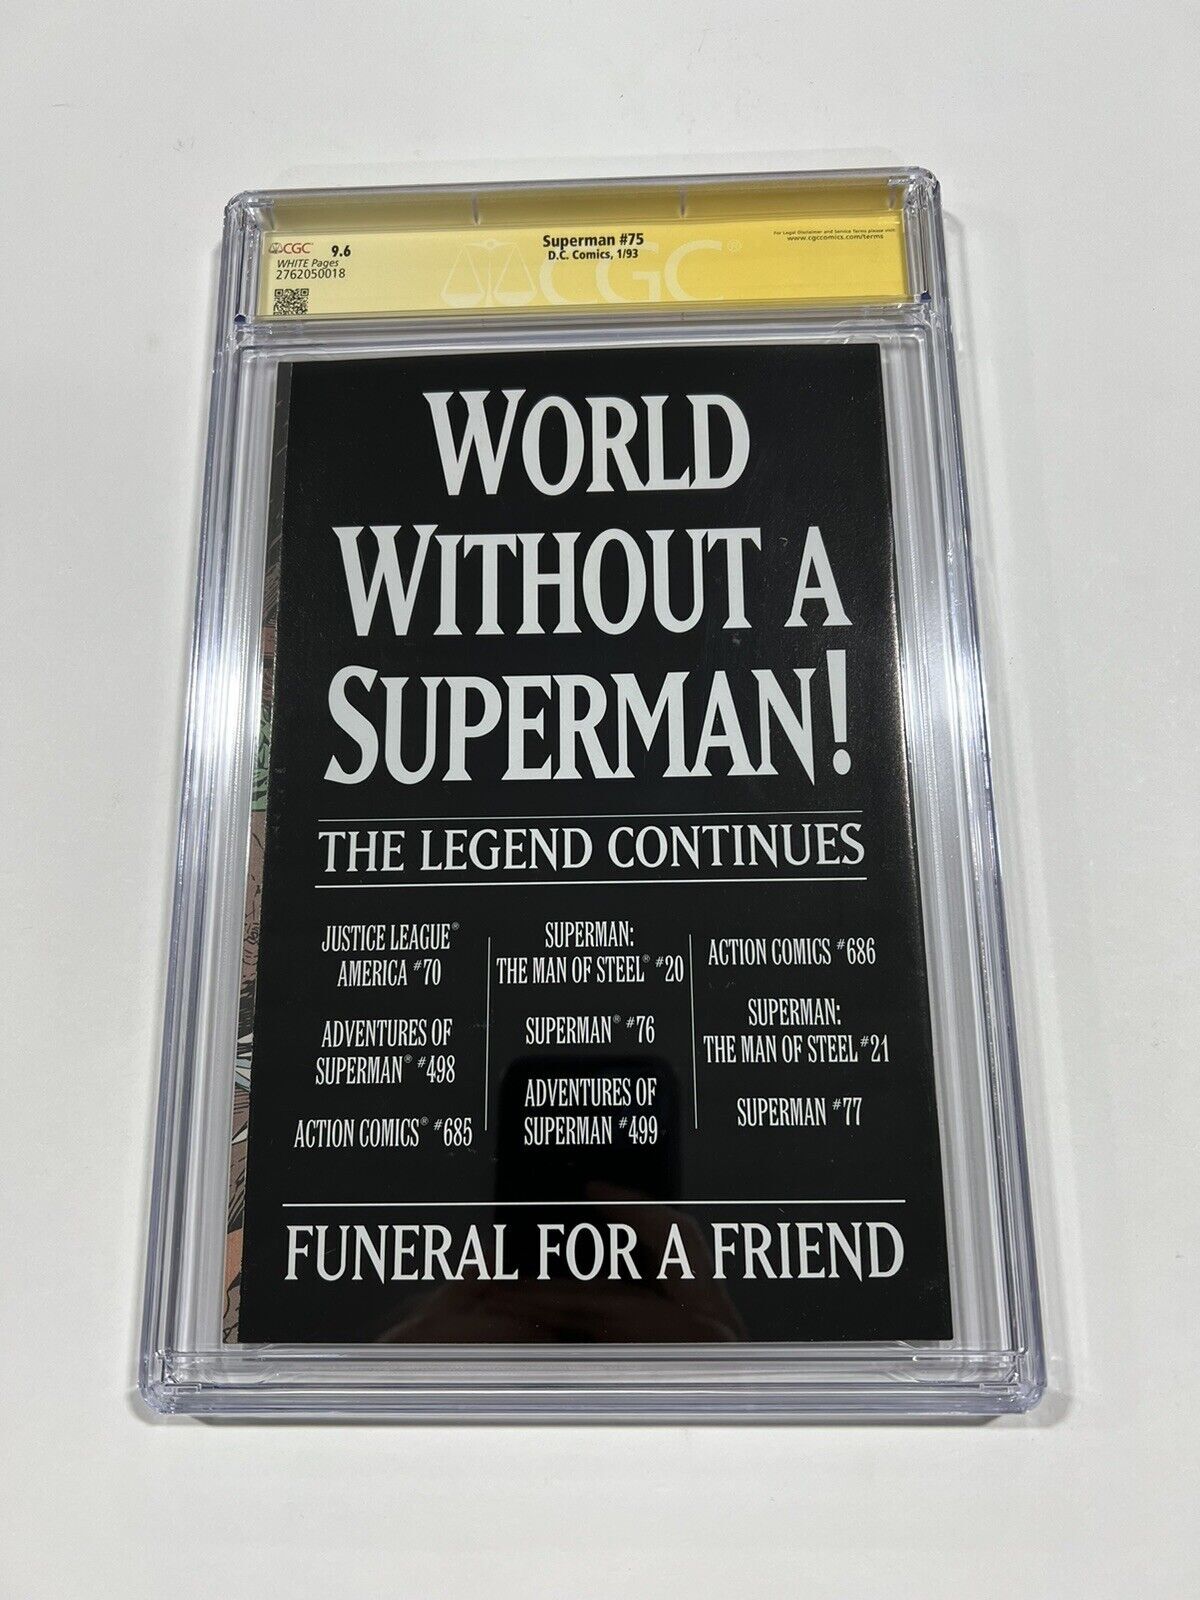 CGC 9.6
WHITE Pages
2762050018
Superman #75
D.C. Comics, 1/93
For Legal Disclaimer and Service Terms please visit
www.cgccomics.com/terms
CGC®
WORLD
WITHOUT A
SUPERMAN!
THE LEGEND CONTINUES
JUSTICE LEAGUE®
AMERICA #70
ADVENTURES OF
SUPERMAN® #498
ACTION COMICS® #685
SUPERMAN:
THE MAN OF STEEL® #20
SUPERMAN® #76
ADVENTURES OF
SUPERMAN #499
ACTION COMICS #686
SUPERMAN:
THE MAN OF STEEL #21
SUPERMAN #77
FUNERAL FOR A FRIEND